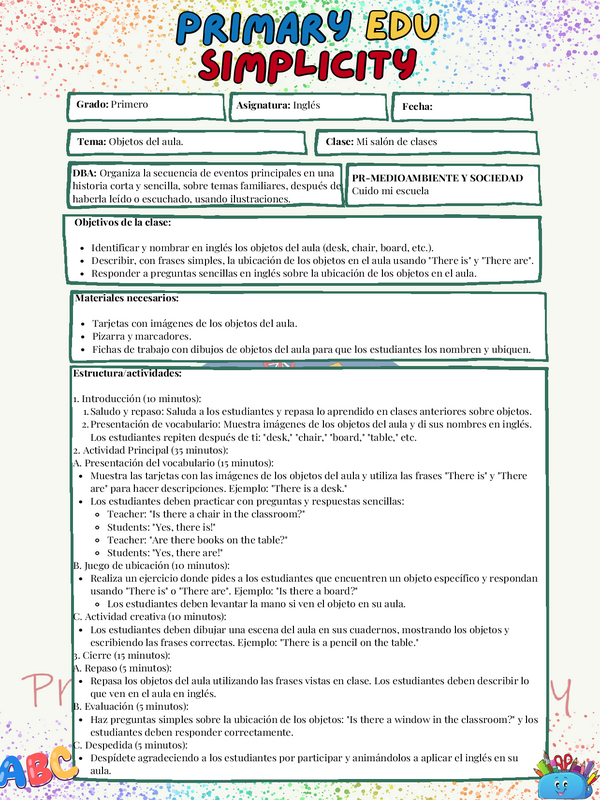 PRIMARY EDU
SIMPLICITY
Grado: Primero
Asignatura: Inglés
Fecha:
Tema: Objetos del aula.
Clase: Mi salón de clases
DBA: Organiza la secuencia de eventos principales en una
historia corta y sencilla, sobre temas familiares, después de
haberla leído o escuchado, usando ilustraciones.
PR-MEDIOAMBIENTE Y SOCIEDAD
Cuido mi escuela
Objetivos de la clase:
• Identificar y nombrar en inglés los objetos del aula (desk, chair, board, etc.).
• Describir, con frases simples, la ubicación de los objetos en el aula usando "There is" y "There are".
• Responder a preguntas sencillas en inglés sobre la ubicación de los objetos en el aula.
Materiales necesarios:
• Tarjetas con imágenes de los objetos del aula.
• Pizarra y marcadores.
• Fichas de trabajo con dibujos de objetos del aula para que los estudiantes los nombren y ubiquen.
Estructura/actividades:
1. Introducción (10 minutos):
1. Saludo y repaso: Saluda a los estudiantes y repasa lo aprendido en clases anteriores sobre objetos.
2. Presentación de vocabulario: Muestra imágenes de los objetos del aula y di sus nombres en inglés.
Los estudiantes repiten después de ti: "desk," "chair," "board," "table," etc.
2. Actividad Principal (35 minutos):
A. Presentación del vocabulario (15 minutos):
• Muestra las tarjetas con las imágenes de los objetos del aula y utiliza las frases "There is" y "There
are" para hacer descripciones. Ejemplo: "There is a desk."
• Los estudiantes deben practicar con preguntas y respuestas sencillas:
◦ Teacher: "Is there a chair in the classroom?"
◦ Students: "Yes, there is!"
◦ Teacher: "Are there books on the table?"
◦ Students: "Yes, there are!"
B. Juego de ubicación (10 minutos):
• Realiza un ejercicio donde pides a los estudiantes que encuentren un objeto específico y respondan
usando "There is" o "There are". Ejemplo: "Is there a board?"
◦ Los estudiantes deben levantar la mano si ven el objeto en su aula.
C. Actividad creativa (10 minutos):
• Los estudiantes deben dibujar una escena del aula en sus cuadernos, mostrando los objetos y
escribiendo las frases correctas. Ejemplo: "There is a pencil on the table."
3. Cierre (15 minutos):
A. Repaso (5 minutos):
• Repasa los objetos del aula utilizando las frases vistas en clase. Los estudiantes deben describir lo
que ven en el aula en inglés.
B. Evaluación (5 minutos):
• Haz preguntas simples sobre la ubicación de los objetos: "Is there a window in the classroom?" y los
estudiantes deben responder correctamente.
C. Despedida (5 minutos):
• Despídete agradeciendo a los estudiantes por participar y animándolos a aplicar el inglés en su
aula.
ABC